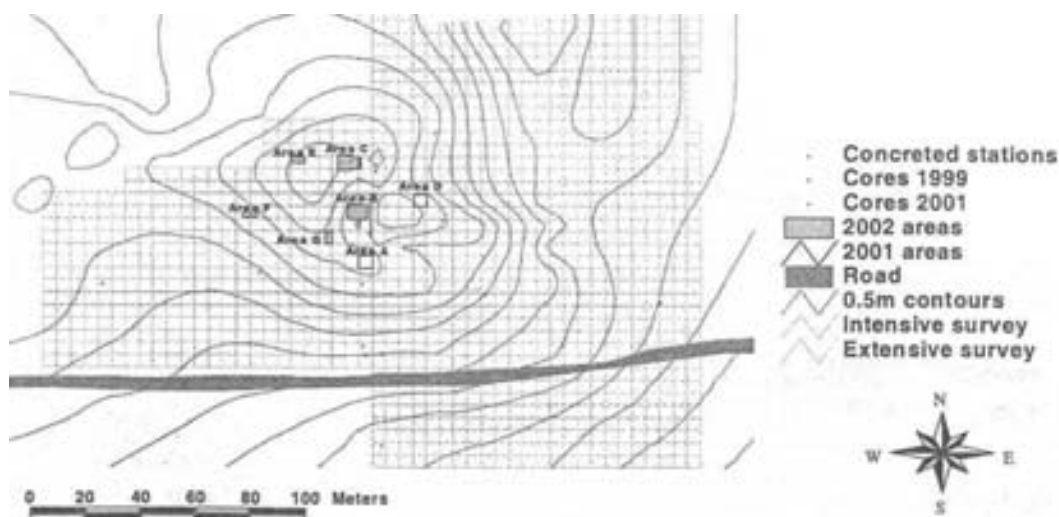 Area E
Area C
Area D
Area B
Area F
Area G
Area A
Concreted stations
Cores 1999
Cores 2001
2002 areas
2001 areas
Road
0.5m contours
Intensive survey
Extensive survey
N
W
E
S
0 20 40 60 80 100 Meters